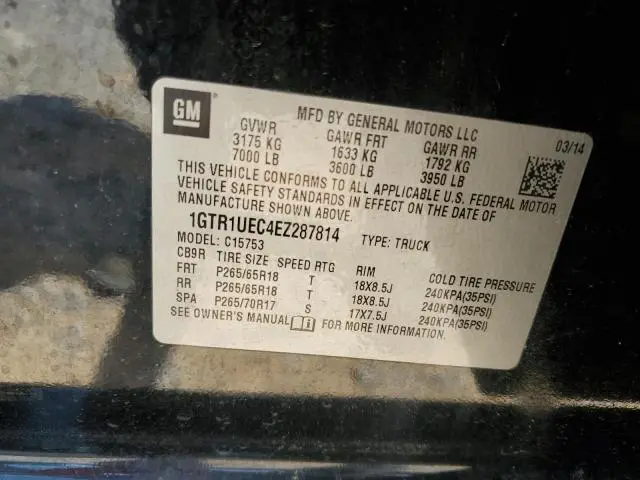 GM
MFD BY GENERAL MOTORS LLC
03/14
GVWR GAWR FRT GAWR RR
3175 KG 1633 KG 1792 KG
7000 LB 3600 LB 3950 LB
THIS VEHICLE CONFORMS TO ALL APPLICABLE U.S. FEDERAL MOTOR
VEHICLE SAFETY STANDARDS IN EFFECT ON THE DATE OF
MANUFACTURE SHOWN ABOVE.
1GTR1UEC4EZ287814 TYPE: TRUCK
MODEL: C15753
CB9R TIRE SIZE SPEED RTG RIM COLD TIRE PRESSURE
FRT P265/65R18 T 18X8.5J 240KPA(35PSI)
RR P265/65R18 T 18X8.5J 240KPA(35PSI)
SPA P265/70R17 S 17X7.5J 240KPA(35PSI)
SEE OWNER'S MANUAL FOR MORE INFORMATION.